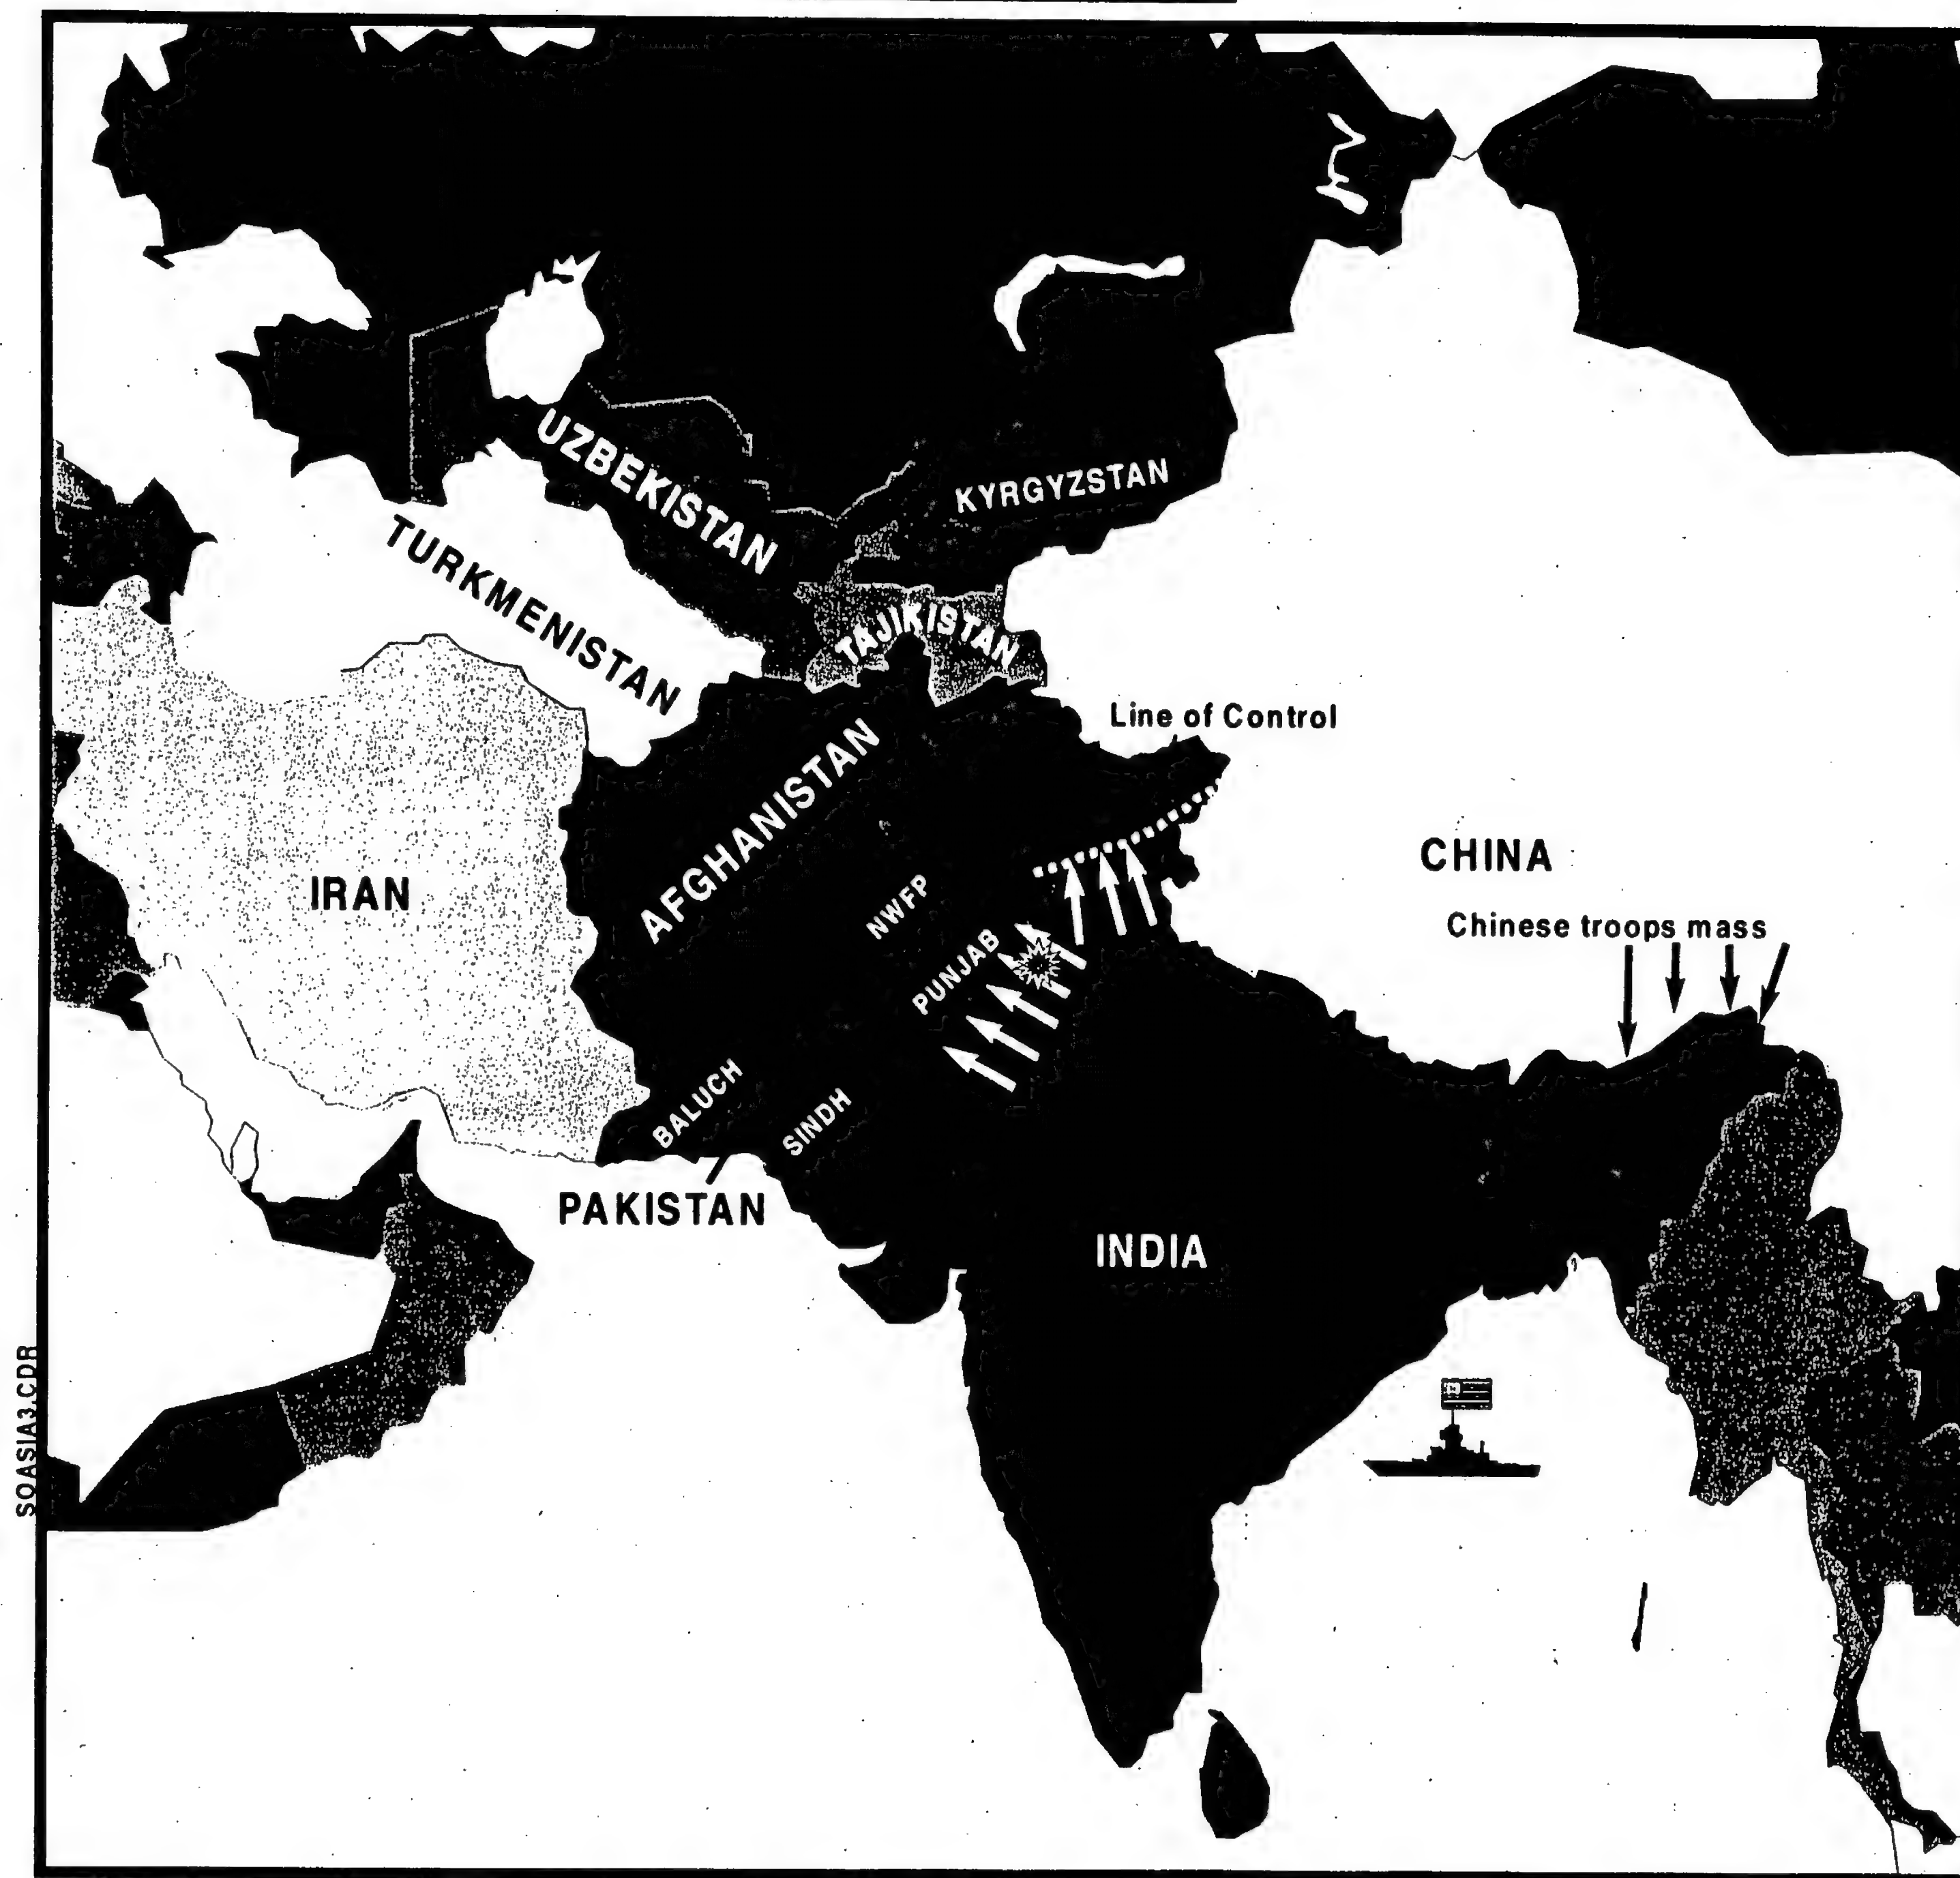 UZBEKISTAN
KYRGYZSTAN
TURKMENISTAN
TAJIKISTAN
Line of Control
AFGHANISTAN
CHINA
IRAN
NWFP
Chinese troops mass
PUNJAB
BALUCH
SINDH
PAKISTAN
INDIA
SOASIA3.CDR